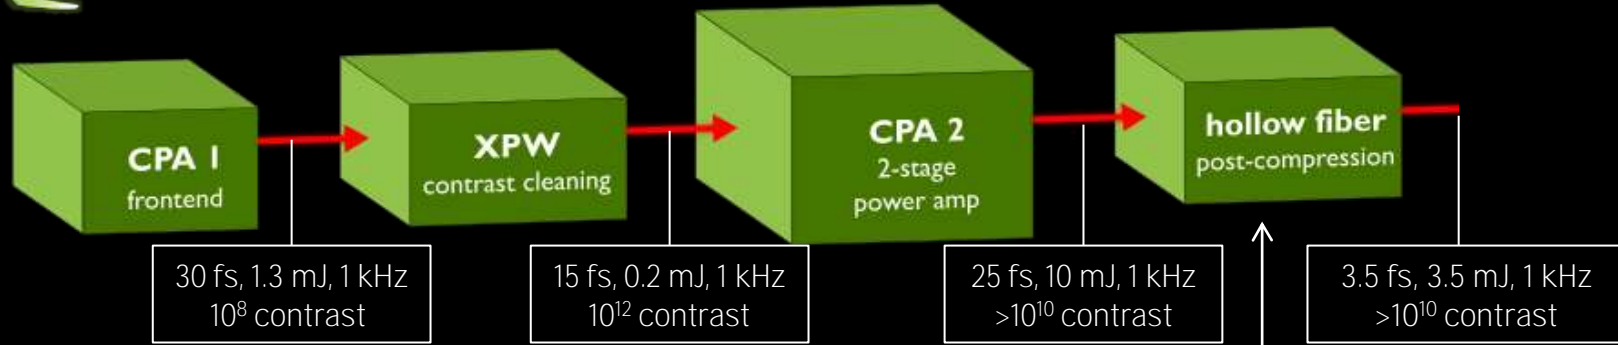 CPA 1
frontend
XPW
contrast cleaning
CPA 2
2-stage
power amp
hollow fiber
post-compression
30 fs, 1.3 mJ, 1 kHz
10⁸ contrast
15 fs, 0.2 mJ, 1 kHz
10¹² contrast
25 fs, 10 mJ, 1 kHz
>10¹⁰ contrast
3.5 fs, 3.5 mJ, 1 kHz
>10¹⁰ contrast